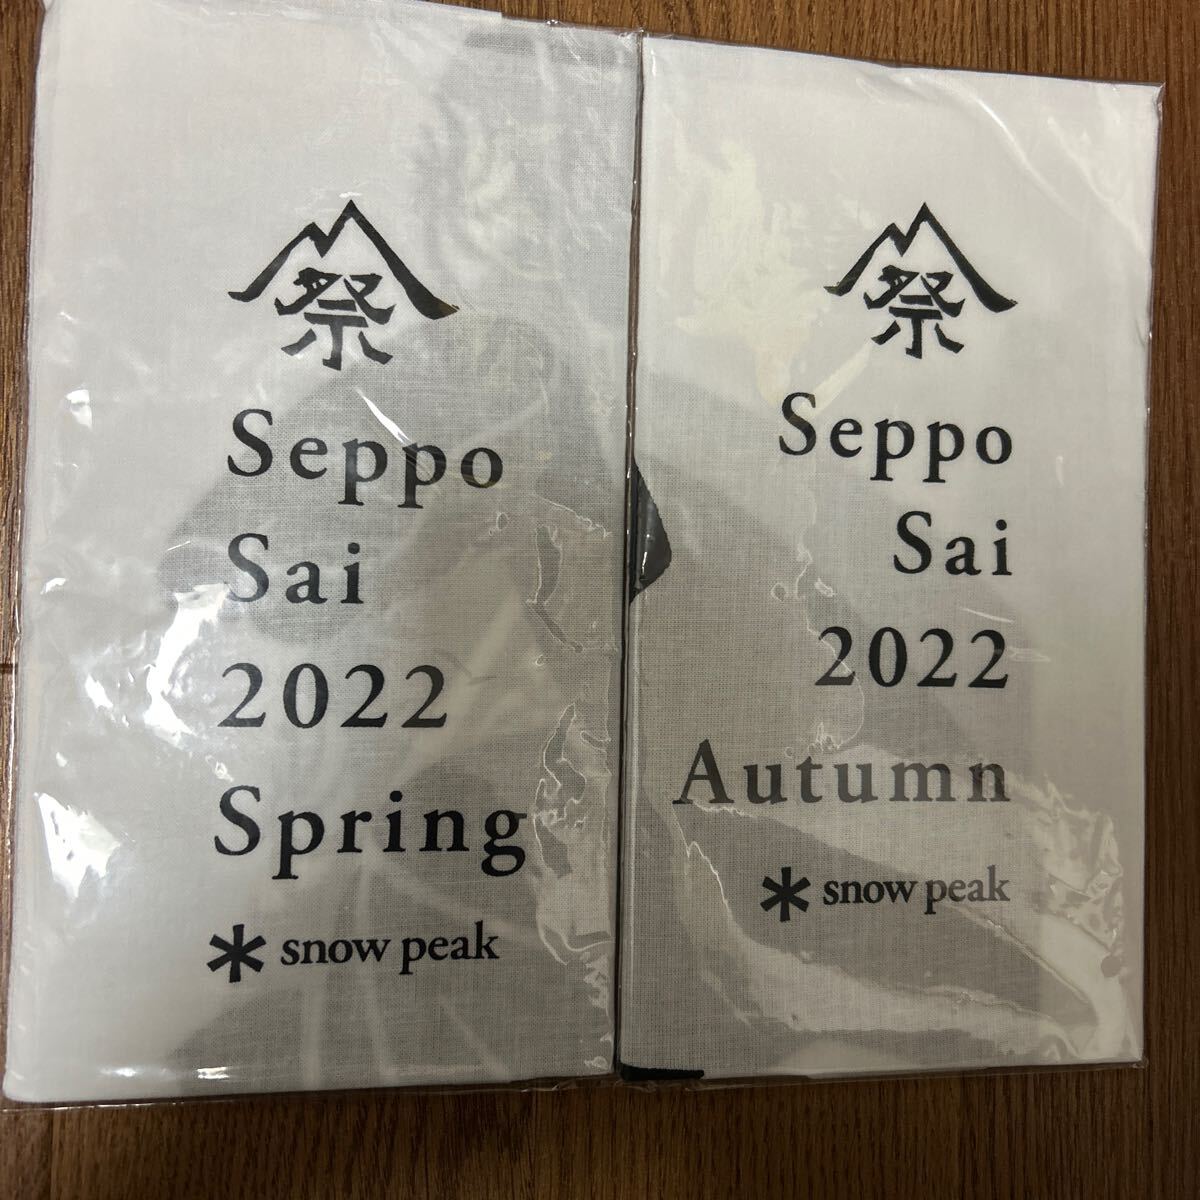 祭
Seppo
Sai
2022
Spring
snow peak
祭
Seppo
Sai
2022
Autumn
snow peak